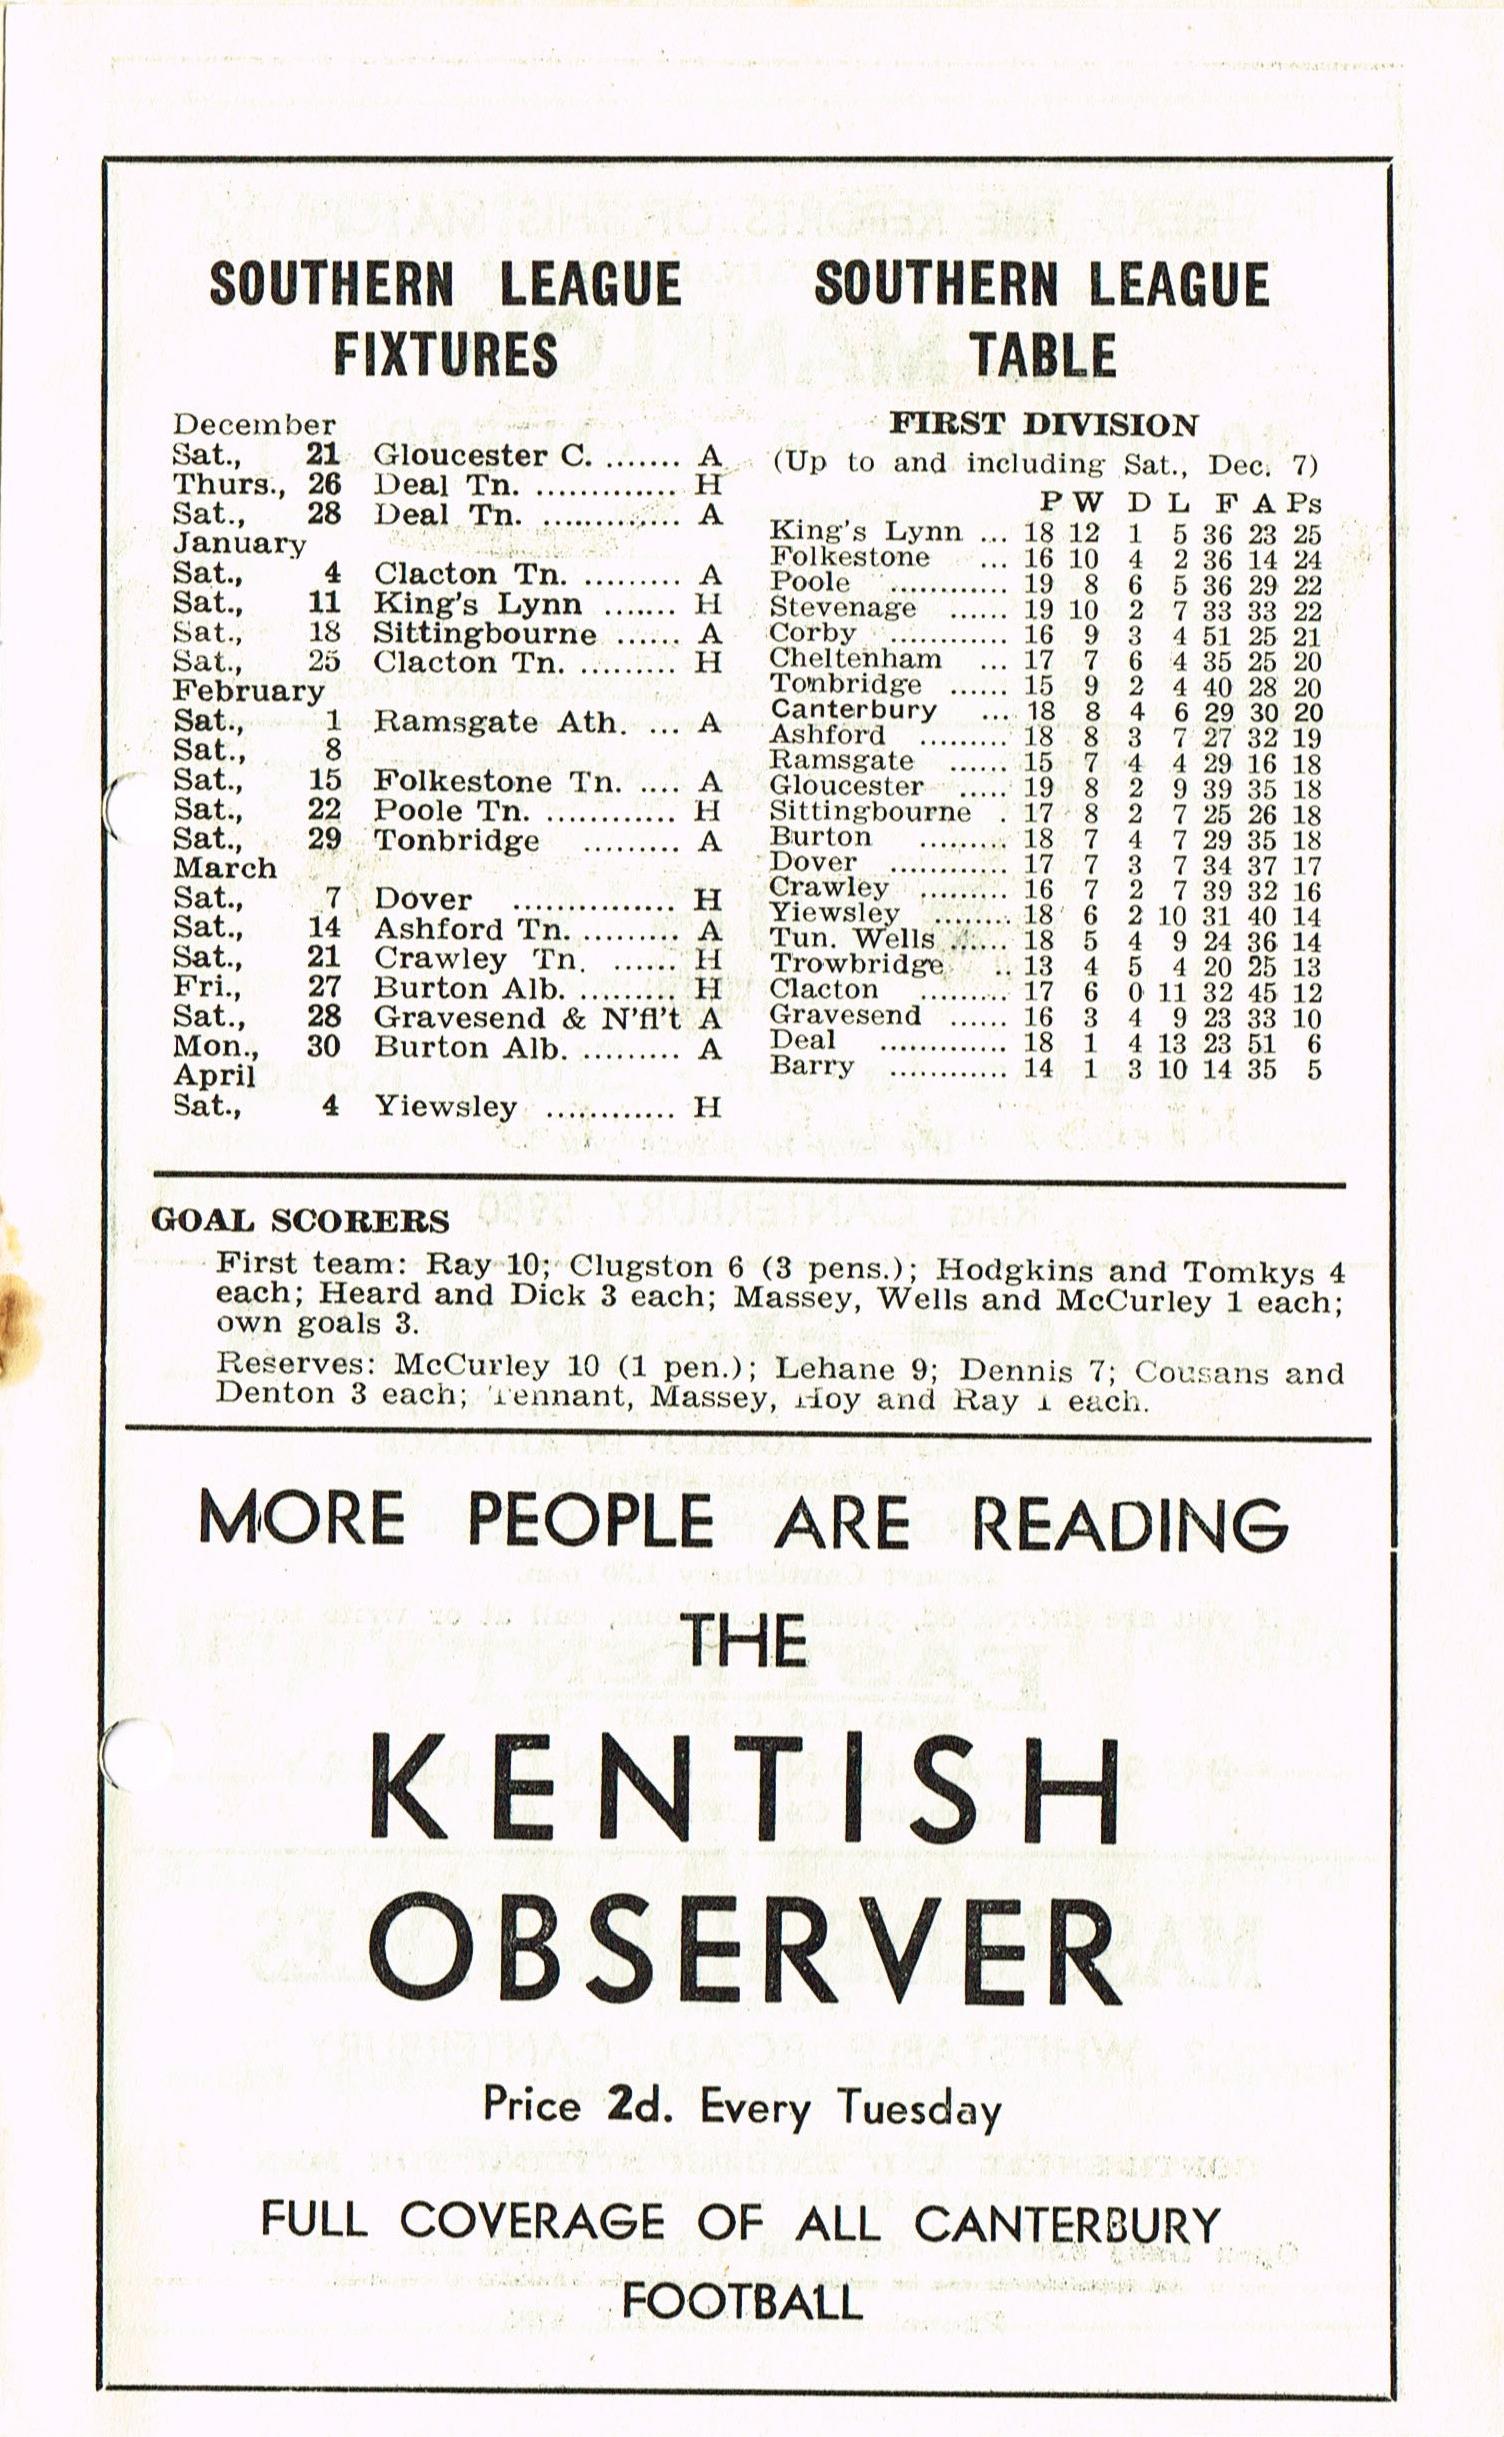 SOUTHERN LEAGUE
FIXTURES
December
Sat., 21 Gloucester C. ........ A
Thurs., 26 Deal Tn. ............. H
Sat., 28 Deal Tn. ............. A
January
Sat., 4 Clacton Tn. ......... A
Sat., 11 King's Lynn ....... H
Sat., 18 Sittingbourne ...... A
Sat., 25 Clacton Tn. ......... H
February
Sat., 1 Ramsgate Ath. ... A
Sat., 8
Sat., 15 Folkestone Tn. .... A
Sat., 22 Poole Tn. ............ H
Sat., 29 Tonbridge ......... A
March
Sat., 7 Dover ............... H
Sat., 14 Ashford Tn. ......... A
Sat., 21 Crawley Tn. ...... H
Fri., 27 Burton Alb. ......... H
Sat., 28 Gravesend & N'fl't A
Mon., 30 Burton Alb. ......... A
April
Sat., 4 Yiewsley ............ H
SOUTHERN LEAGUE
TABLE
FIRST DIVISION
(Up to and including Sat., Dec. 7)
P W D L F A Ps
King's Lynn ... 18 12 1 5 36 23 25
Folkestone ... 16 10 4 2 36 14 24
Poole ............ 19 8 6 5 36 29 22
Stevenage ...... 19 10 2 7 33 33 22
Corby ............ 16 9 3 4 51 25 21
Cheltenham ... 17 7 6 4 35 25 20
Tonbridge ...... 15 9 2 4 40 28 20
Canterbury ... 18 8 4 6 29 30 20
Ashford ......... 18 8 3 7 27 32 19
Ramsgate ...... 15 7 4 4 29 16 18
Gloucester ..... 19 8 2 9 39 35 18
Sittingbourne . 17 8 2 7 25 26 18
Burton ......... 18 7 4 7 29 35 18
Dover ............ 17 7 3 7 34 37 17
Crawley ......... 16 7 2 7 39 32 16
Yiewsley ........ 18 6 2 10 31 40 14
Tun. Wells ...... 18 5 4 9 24 36 14
Trowbridge .. 13 4 5 4 20 25 13
Clacton ......... 17 6 0 11 32 45 12
Gravesend ...... 16 3 4 9 23 33 10
Deal ............. 18 1 4 13 23 51 6
Barry ............ 14 1 3 10 14 35 5
GOAL SCORERS
First team: Ray 10; Clugston 6 (3 pens.); Hodgkins and Tomkys 4
each; Heard and Dick 3 each; Massey, Wells and McCurley 1 each;
own goals 3.
Reserves: McCurley 10 (1 pen.); Lehane 9; Dennis 7; Cousans and
Denton 3 each; Tennant, Massey, Hoy and Ray 1 each.
MORE PEOPLE ARE READING
THE
KENTISH
OBSERVER
Price 2d. Every Tuesday
FULL COVERAGE OF ALL CANTERBURY
FOOTBALL